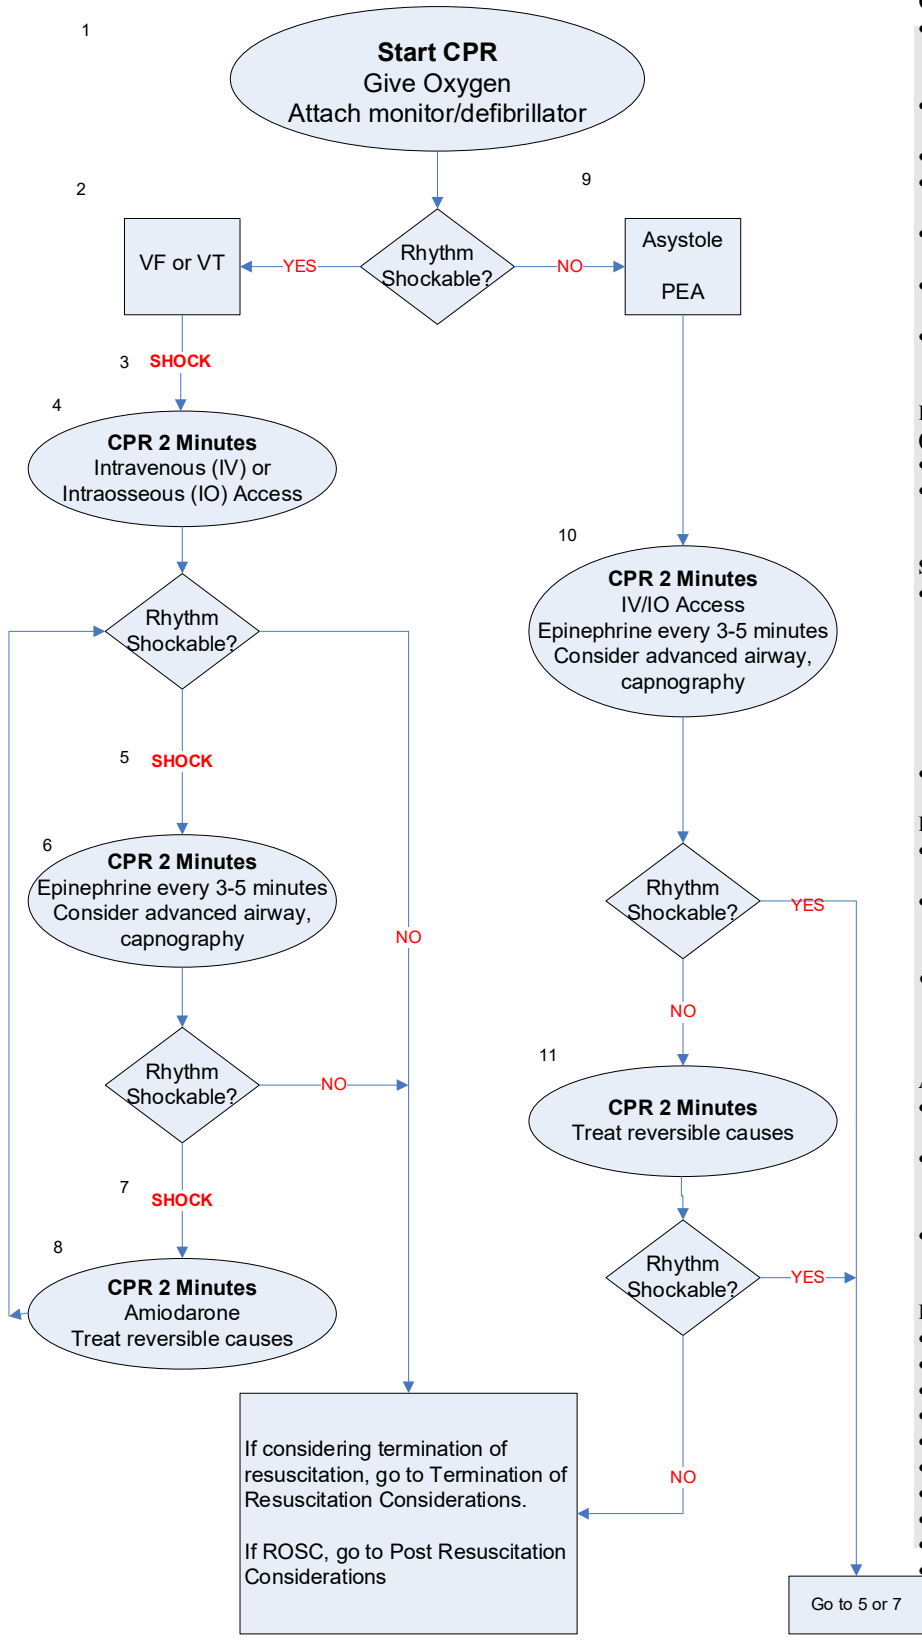 1
Start CPR
Give Oxygen
Attach monitor/defibrillator
2
9
VF or VT
YES
Rhythm
Shockable?
NO
Asystole
PEA
3
SHOCK
4
CPR 2 Minutes
Intravenous (IV) or
Intraosseous (IO) Access
Rhythm
Shockable?
5
SHOCK
6
CPR 2 Minutes
Epinephrine every 3-5 minutes
Consider advanced airway,
capnography
NO
Rhythm
Shockable?
NO
7
SHOCK
8
CPR 2 Minutes
Amiodarone
Treat reversible causes
10
CPR 2 Minutes
IV/IO Access
Epinephrine every 3-5 minutes
Consider advanced airway,
capnography
Rhythm
Shockable?
YES
NO
11
CPR 2 Minutes
Treat reversible causes
Rhythm
Shockable?
YES
NO
If considering termination of
resuscitation, go to Termination of
Resuscitation Considerations.
If ROSC, go to Post Resuscitation
Considerations
Go to 5 or 7